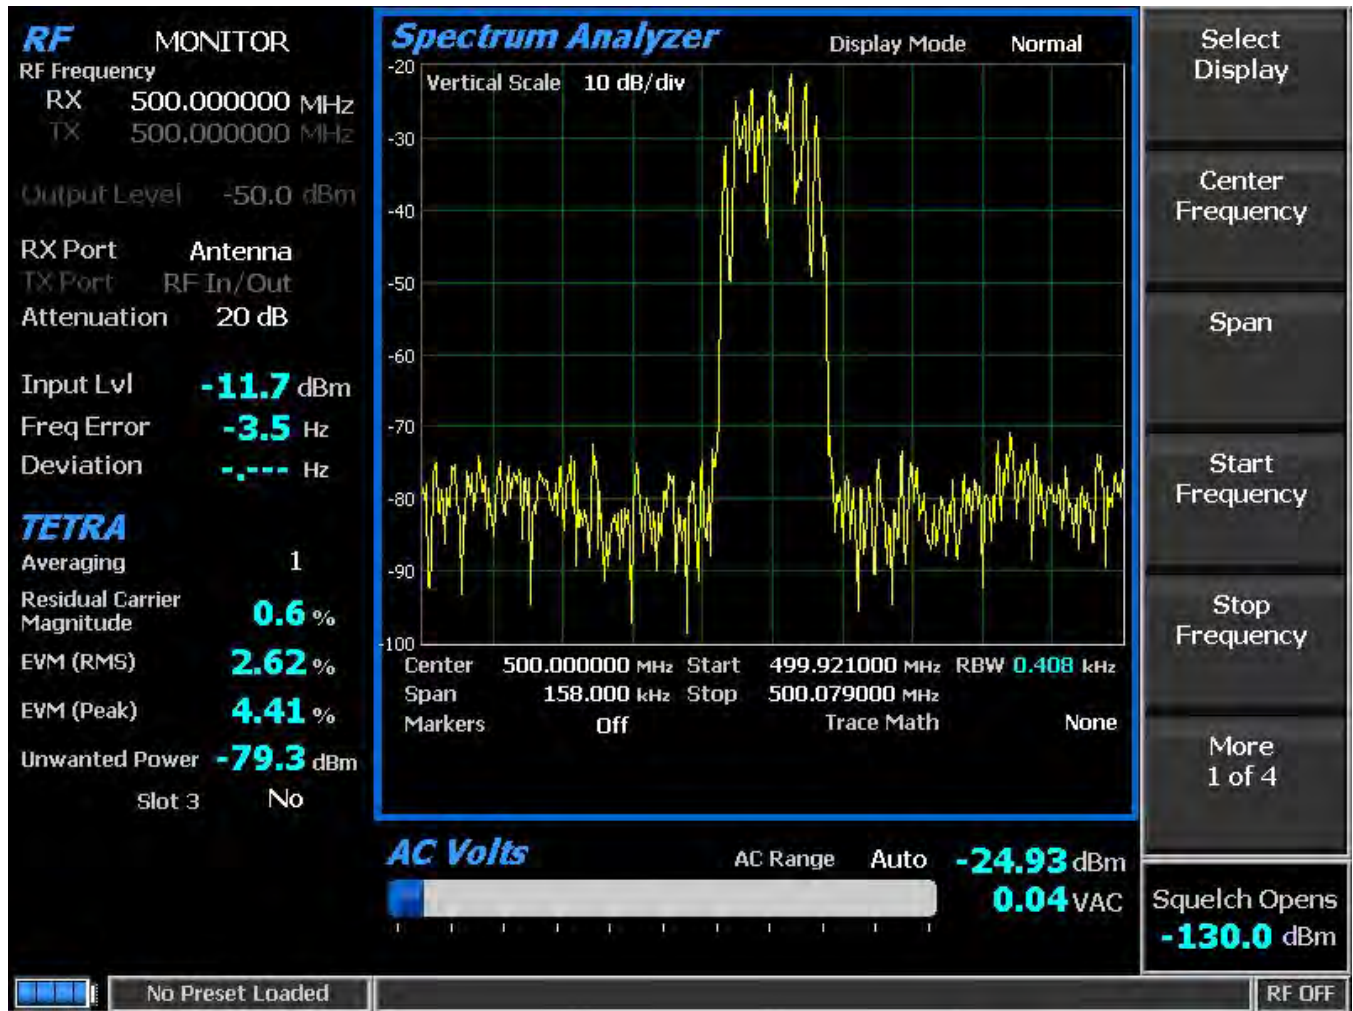 RF MONITOR
RF Frequency
RX 500.000000 MHz
TX 500.000000 MHz
Output Level -50.0 dBm
RX Port Antenna
TX Port RF In/Out
Attenuation 20 dB
Input Lvl -11.7 dBm
Freq Error -3.5 Hz
Deviation -.--- Hz
TETRA
Averaging 1
Residual Carrier
Magnitude 0.6 %
EVM (RMS) 2.62 %
EVM (Peak) 4.41 %
Unwanted Power -79.3 dBm
Slot 3 No
Spectrum Analyzer Display Mode Normal
Vertical Scale 10 dB/div
-20
-30
-40
-50
-60
-70
-80
-90
-100
Center 500.000000 MHz Start 499.921000 MHz RBW 0.408 kHz
Span 158.000 kHz Stop 500.079000 MHz
Markers Off Trace Math None
AC Volts AC Range Auto -24.93 dBm
0.04 VAC
Select
Display
Center
Frequency
Span
Start
Frequency
Stop
Frequency
More
1 of 4
Squelch Opens
-130.0 dBm
No Preset Loaded
RF OFF